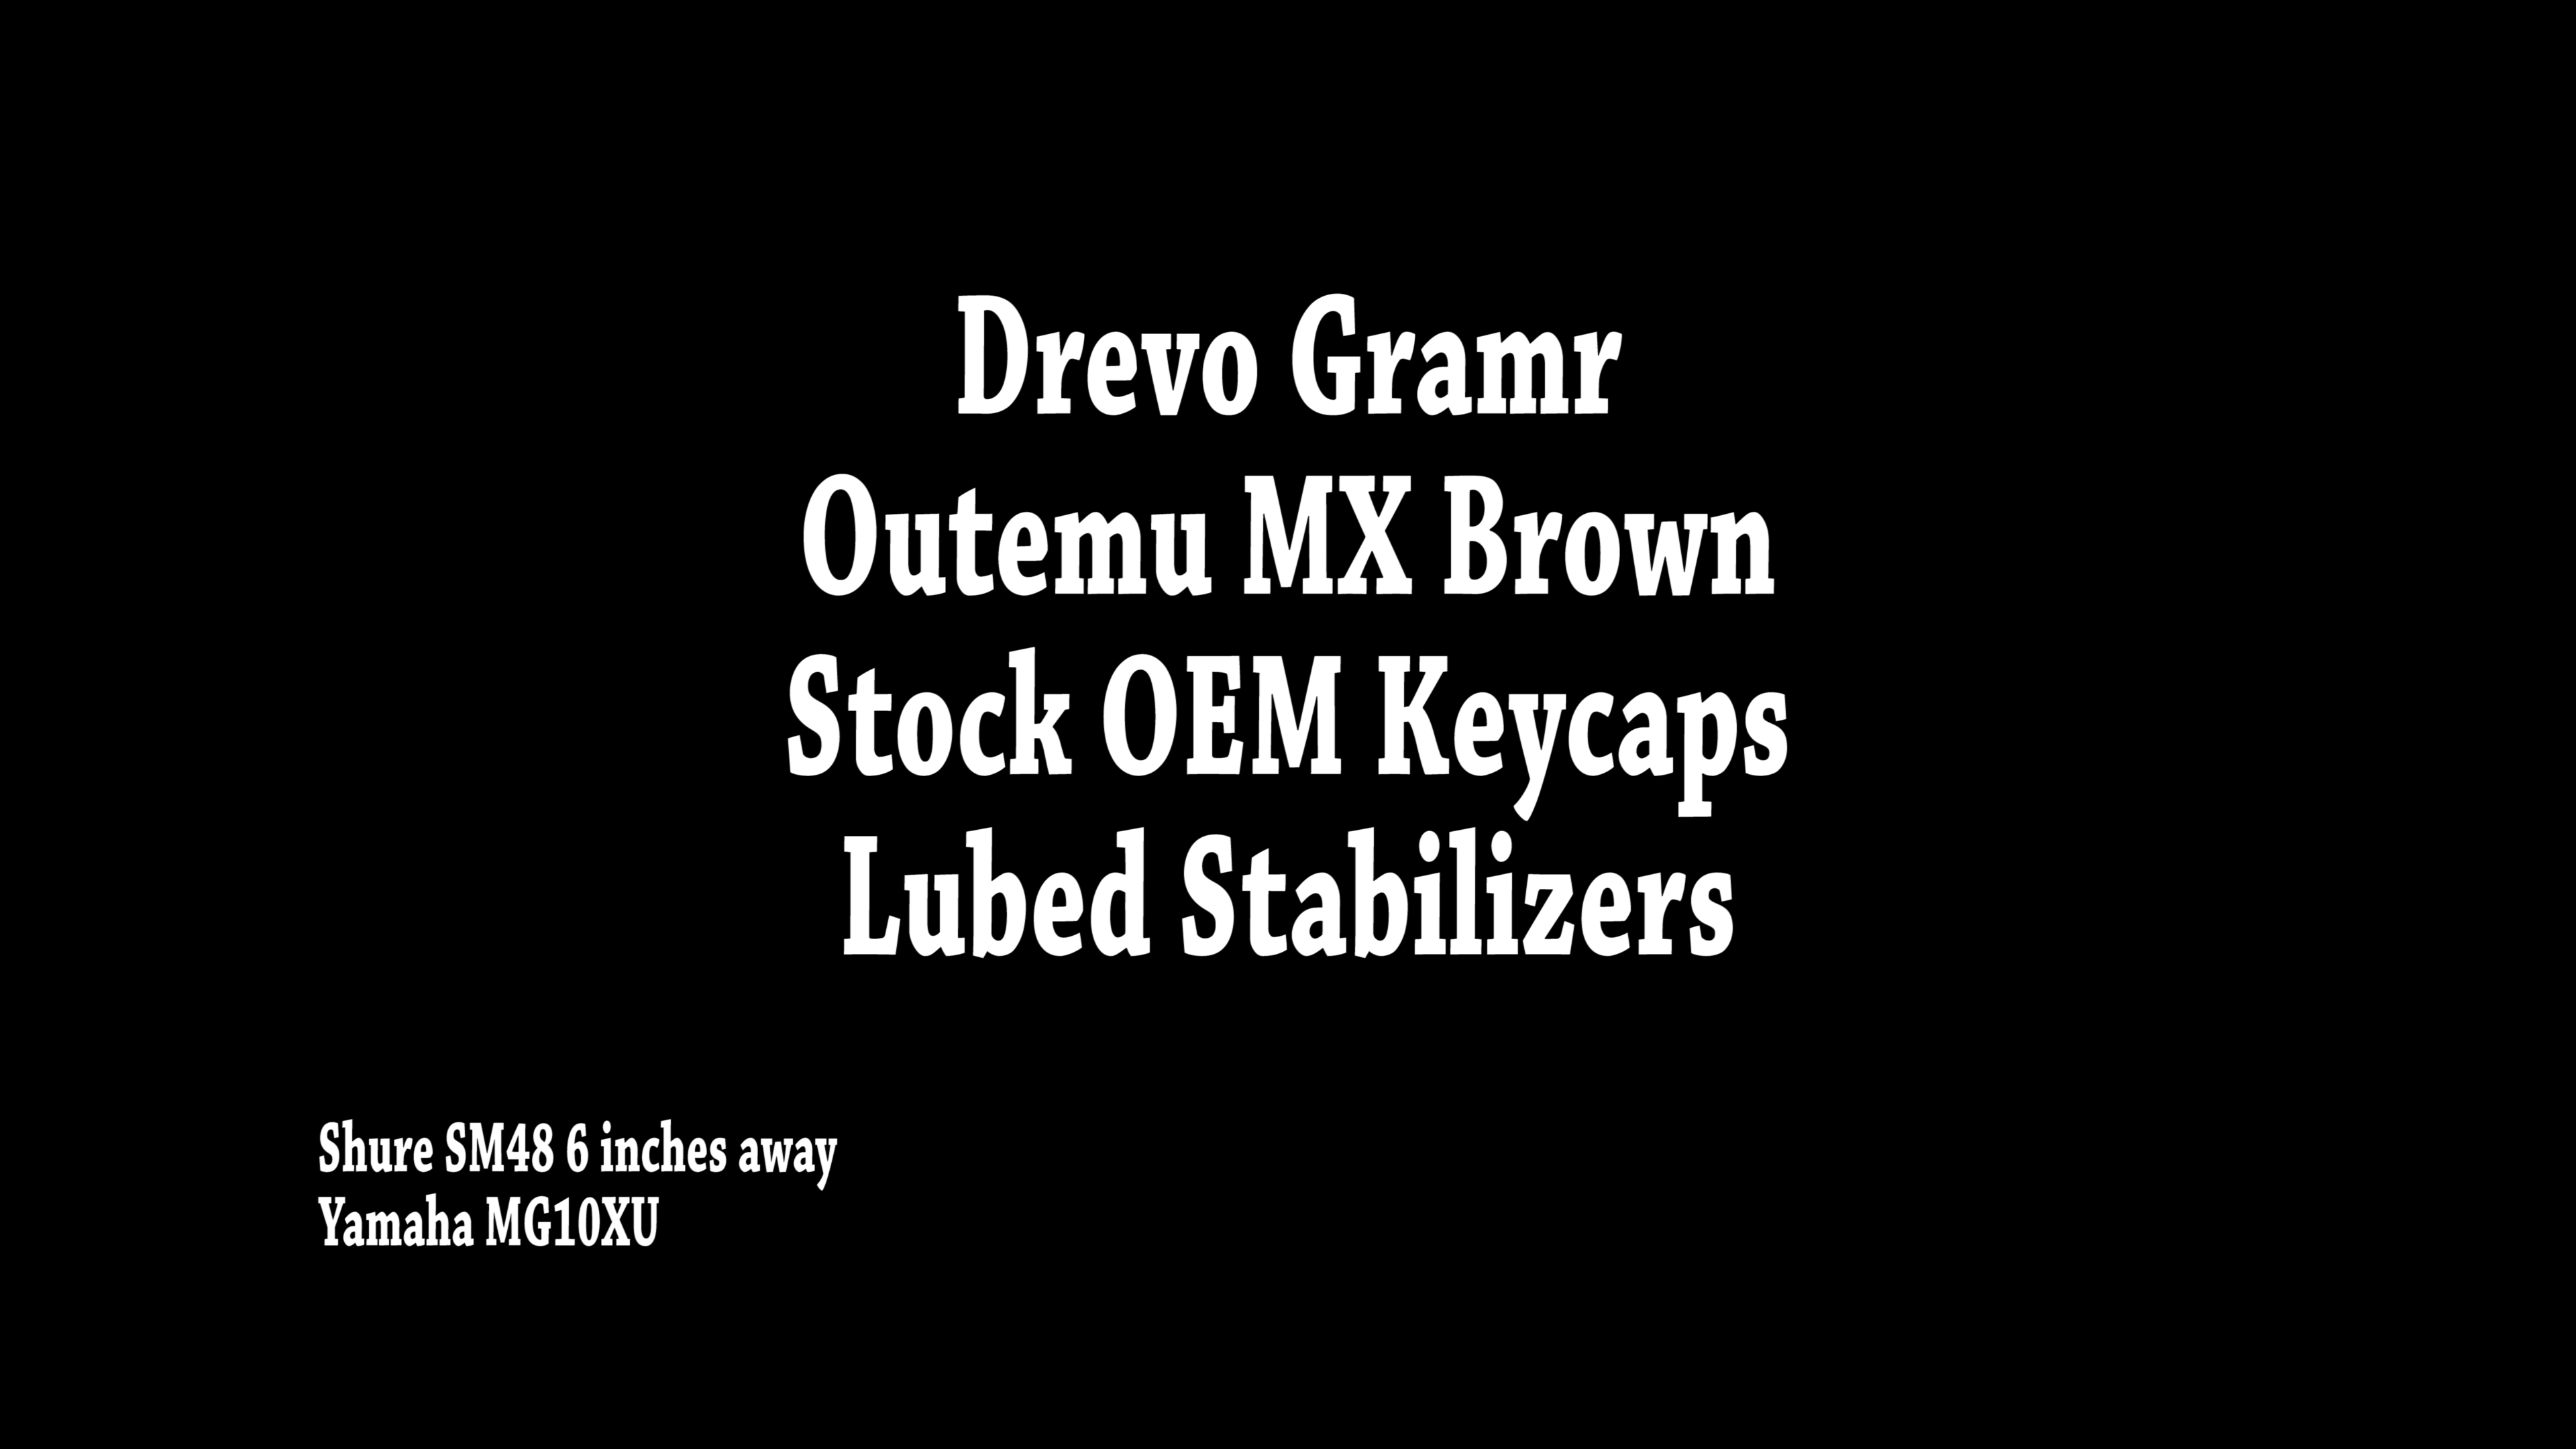 Drevo Gramr
Outemu MX Brown
Stock OEM Keycaps
Lubed Stabilizers
Shure SM48 6 inches away
Yamaha MG10XU